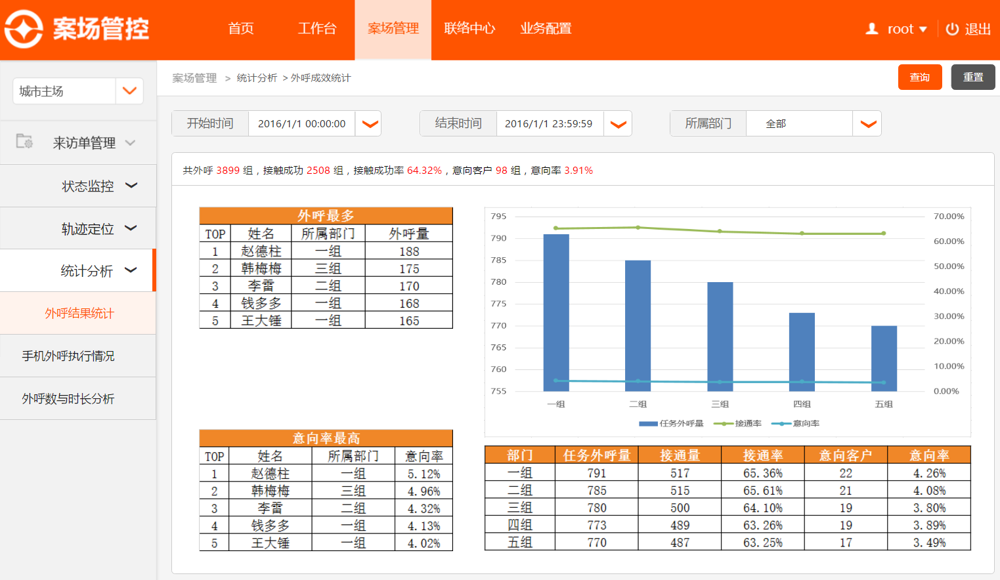 案场管控
首页 工作台 案场管理 联络中心 业务配置
root 退出
城市主场
来访单管理
状态监控
轨迹定位
统计分析
外呼结果统计
手机外呼执行情况
外呼数与时长分析
案场管理 > 统计分析 > 外呼成效统计
查询 重置
开始时间 2016/1/1 00:00:00
结束时间 2016/1/1 23:59:59
所属部门 全部
共外呼 3899 组，接触成功 2508 组，接触成功率 64.32%，意向客户 98 组，意向率 3.91%
外呼最多
TOP 姓名 所属部门 外呼量
1 赵德柱 一组 188
2 韩梅梅 三组 175
3 李雷 二组 170
4 钱多多 一组 168
5 王大锤 一组 165
意向率最高
TOP 姓名 所属部门 意向率
1 赵德柱 一组 5.12%
2 韩梅梅 三组 4.96%
3 李雷 二组 4.32%
4 钱多多 一组 4.13%
5 王大锤 一组 4.02%
795 70.00%
790 60.00%
785 50.00%
780 40.00%
775 30.00%
770 20.00%
765 10.00%
760 0.00%
755
一组 二组 三组 四组 五组
任务外呼量 接通率 意向率
部门 任务外呼量 接通量 接通率 意向客户 意向率
一组 791 517 65.36% 22 4.26%
二组 785 515 65.61% 21 4.08%
三组 780 500 64.10% 19 3.80%
四组 773 489 63.26% 19 3.89%
五组 770 487 63.25% 17 3.49%